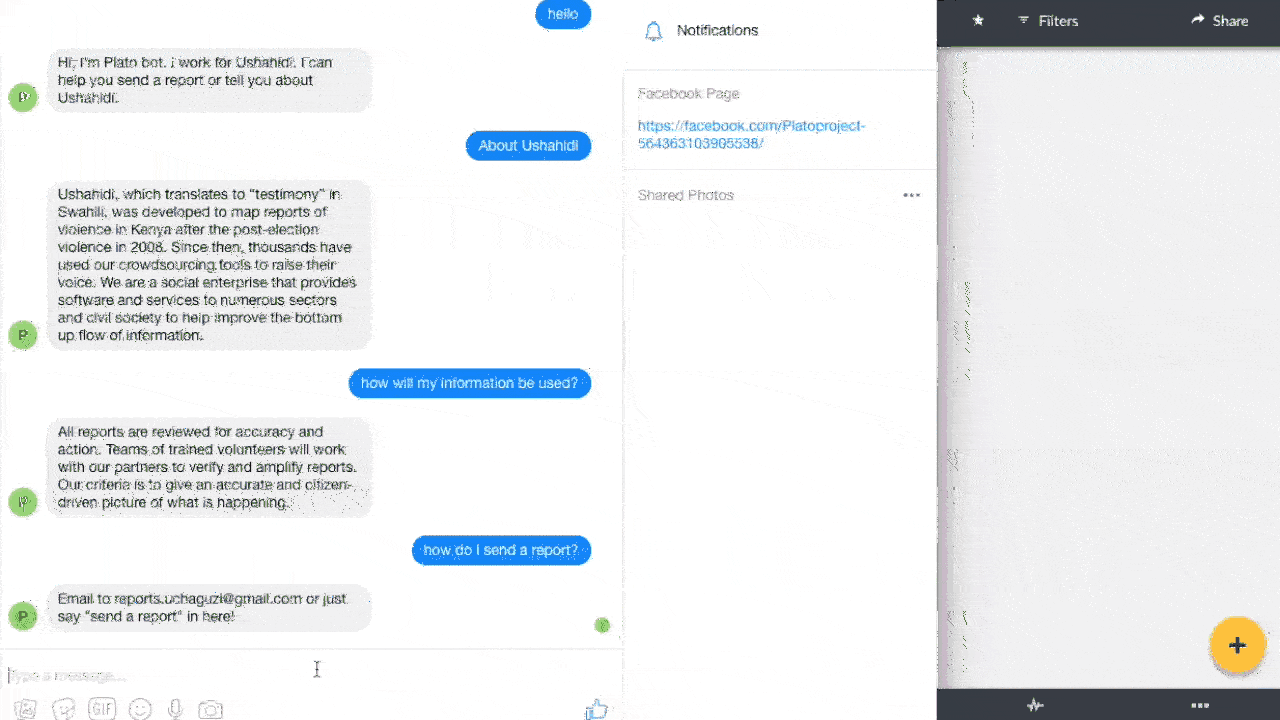 hello
Hi, I'm Plato bot. I work for Ushahidi. I can
help you send a report or tell you about
Ushahidi.
P
About Ushahidi
Ushahidi, which translates to "testimony" in
Swahili, was developed to map reports of
violence in Kenya after the post-election
violence in 2008. Since then, thousands have
used our crowdsourcing tools to raise their
voice. We are a social enterprise that provides
software and services to numerous sectors
and civil society to help improve the bottom
up flow of information.
P
how will my information be used?
All reports are reviewed for accuracy and
action. Teams of trained volunteers will work
with our partners to verify and amplify reports.
Our criteria is to give an accurate and citizen-
driven picture of what is happening.
P
how do I send a report?
Email to reports.uchaguzi@gmail.com or just
say "send a report" in here!
P
Type a message...
GIF
Notifications
Facebook Page
https://facebook.com/Platoproject-
564363103905538/
Shared Photos
Filters
Share